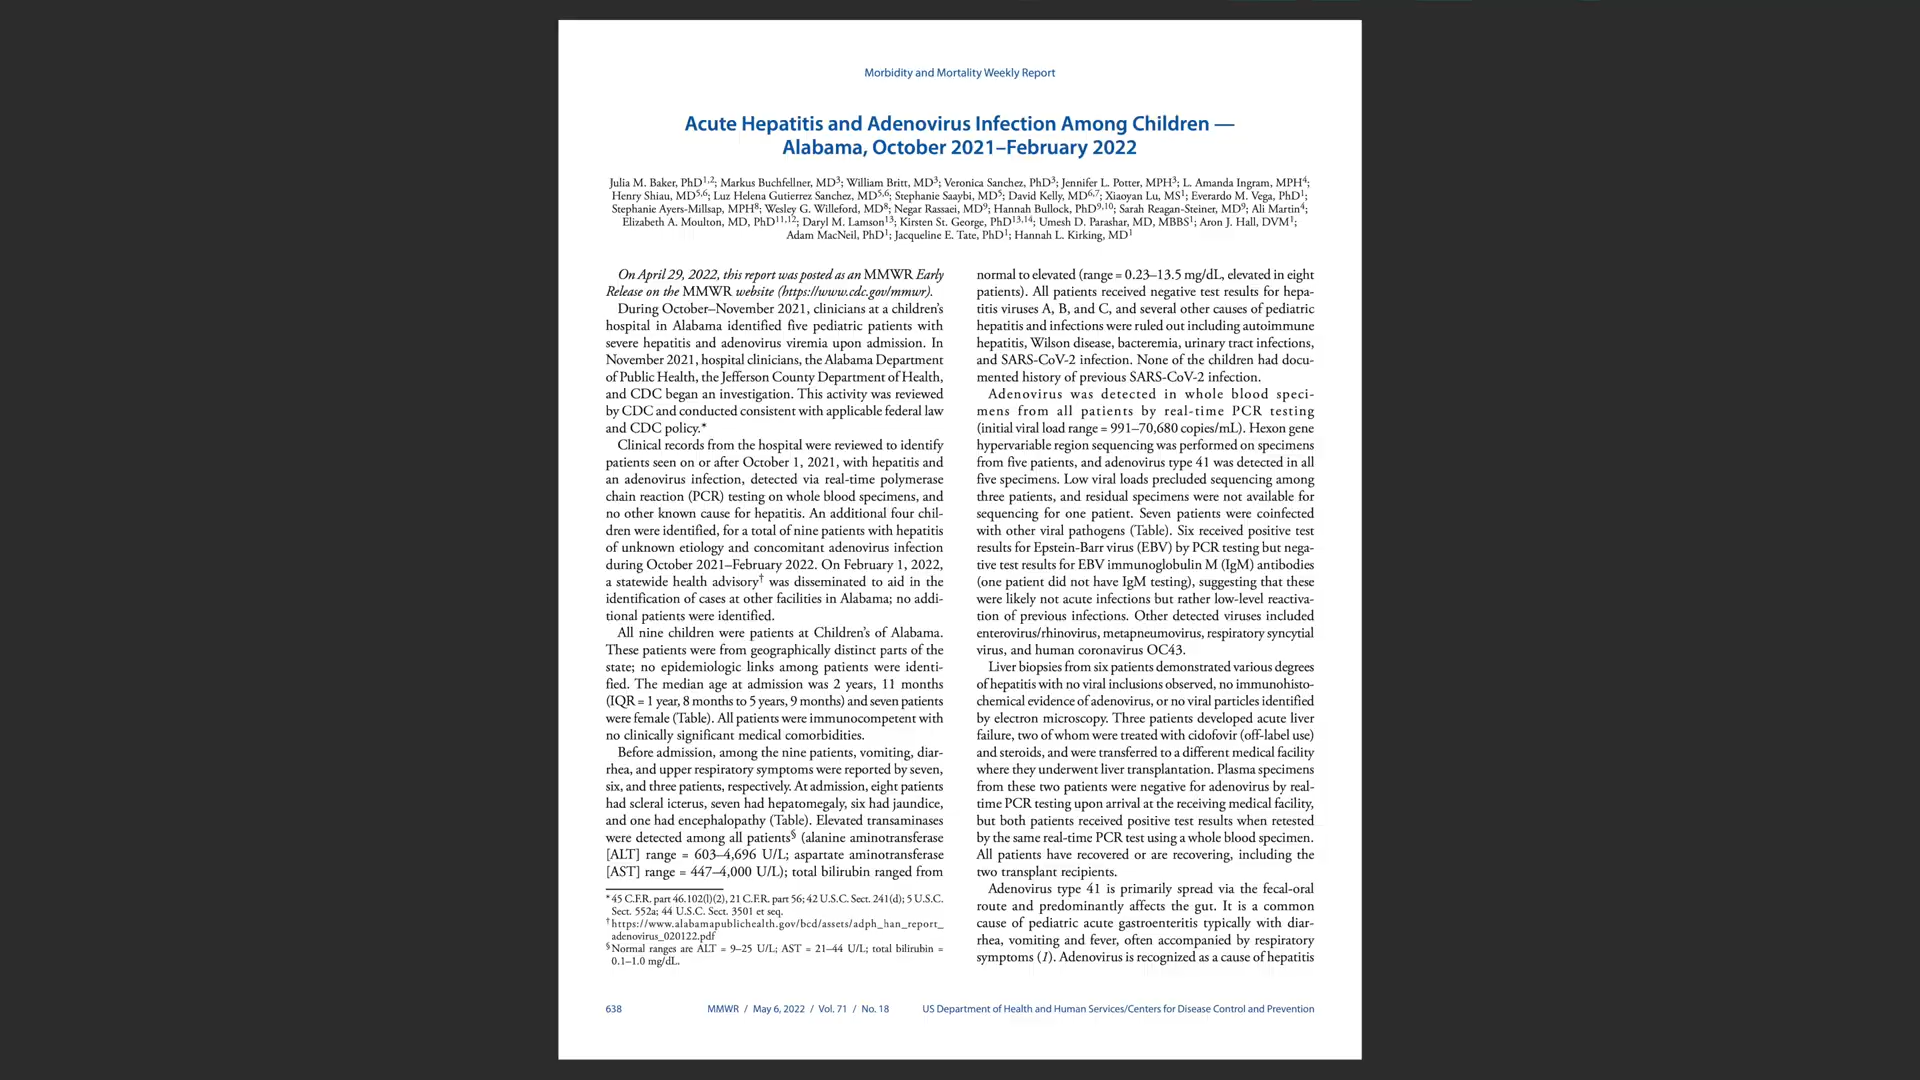 Morbidity and Mortality Weekly Report
Acute Hepatitis and Adenovirus Infection Among Children —
Alabama, October 2021–February 2022
Julia M. Baker, PhD1,2; Markus Buchfellner, MD3; William Britt, MD3; Veronica Sanchez, PhD3; Jennifer L. Potter, MPH3; L. Amanda Ingram, MPH4;
Henry Shiau, MD5,6; Luz Helena Gutierrez Sanchez, MD5,6; Stephanie Saaybi, MD5; David Kelly, MD6,7; Xiaoyan Lu, MS1; Everardo M. Vega, PhD1;
Stephanie Ayers-Millsap, MPH8; Wesley G. Willeford, MD8; Negar Rassaei, MD9; Hannah Bullock, PhD9,10; Sarah Reagan-Steiner, MD9; Ali Martin4;
Elizabeth A. Moulton, MD, PhD11,12; Daryl M. Lamson13; Kirsten St. George, PhD13,14; Umesh D. Parashar, MD, MBBS1; Aron J. Hall, DVM1;
Adam MacNeil, PhD1; Jacqueline E. Tate, PhD1; Hannah L. Kirking, MD1
On April 29, 2022, this report was posted as an MMWR Early
Release on the MMWR website (https://www.cdc.gov/mmwr).
During October–November 2021, clinicians at a children's
hospital in Alabama identified five pediatric patients with
severe hepatitis and adenovirus viremia upon admission. In
November 2021, hospital clinicians, the Alabama Department
of Public Health, the Jefferson County Department of Health,
and CDC began an investigation. This activity was reviewed
by CDC and conducted consistent with applicable federal law
and CDC policy.*
Clinical records from the hospital were reviewed to identify
patients seen on or after October 1, 2021, with hepatitis and
an adenovirus infection, detected via real-time polymerase
chain reaction (PCR) testing on whole blood specimens, and
no other known cause for hepatitis. An additional four chil-
dren were identified, for a total of nine patients with hepatitis
of unknown etiology and concomitant adenovirus infection
during October 2021–February 2022. On February 1, 2022,
a statewide health advisory† was disseminated to aid in the
identification of cases at other facilities in Alabama; no addi-
tional patients were identified.
All nine children were patients at Children's of Alabama.
These patients were from geographically distinct parts of the
state; no epidemiologic links among patients were identi-
fied. The median age at admission was 2 years, 11 months
(IQR = 1 year, 8 months to 5 years, 9 months) and seven patients
were female (Table). All patients were immunocompetent with
no clinically significant medical comorbidities.
Before admission, among the nine patients, vomiting, diar-
rhea, and upper respiratory symptoms were reported by seven,
six, and three patients, respectively. At admission, eight patients
had scleral icterus, seven had hepatomegaly, six had jaundice,
and one had encephalopathy (Table). Elevated transaminases
were detected among all patients§ (alanine aminotransferase
[ALT] range = 603–4,696 U/L; aspartate aminotransferase
[AST] range = 447–4,000 U/L); total bilirubin ranged from
* 45 C.F.R. part 46.102(l)(2), 21 C.F.R. part 56; 42 U.S.C. Sect. 241(d); 5 U.S.C.
Sect. 552a; 44 U.S.C. Sect. 3501 et seq.
† https://www.alabamapublichealth.gov/bcd/assets/adph_han_report_
adenovirus_020122.pdf
§ Normal ranges are ALT = 9–25 U/L; AST = 21–44 U/L; total bilirubin =
0.1–1.0 mg/dL.
normal to elevated (range = 0.23–13.5 mg/dL, elevated in eight
patients). All patients received negative test results for hepa-
titis viruses A, B, and C, and several other causes of pediatric
hepatitis and infections were ruled out including autoimmune
hepatitis, Wilson disease, bacteremia, urinary tract infections,
and SARS-CoV-2 infection. None of the children had docu-
mented history of previous SARS-CoV-2 infection.
Adenovirus was detected in whole blood speci-
mens from all patients by real-time PCR testing
(initial viral load range = 991–70,680 copies/mL). Hexon gene
hypervariable region sequencing was performed on specimens
from five patients, and adenovirus type 41 was detected in all
five specimens. Low viral loads precluded sequencing among
three patients, and residual specimens were not available for
sequencing for one patient. Seven patients were coinfected
with other viral pathogens (Table). Six received positive test
results for Epstein-Barr virus (EBV) by PCR testing but nega-
tive test results for EBV immunoglobulin M (IgM) antibodies
(one patient did not have IgM testing), suggesting that these
were likely not acute infections but rather low-level reactiva-
tion of previous infections. Other detected viruses included
enterovirus/rhinovirus, metapneumovirus, respiratory syncytial
virus, and human coronavirus OC43.
Liver biopsies from six patients demonstrated various degrees
of hepatitis with no viral inclusions observed, no immunohisto-
chemical evidence of adenovirus, or no viral particles identified
by electron microscopy. Three patients developed acute liver
failure, two of whom were treated with cidofovir (off-label use)
and steroids, and were transferred to a different medical facility
where they underwent liver transplantation. Plasma specimens
from these two patients were negative for adenovirus by real-
time PCR testing upon arrival at the receiving medical facility,
but both patients received positive test results when retested
by the same real-time PCR test using a whole blood specimen.
All patients have recovered or are recovering, including the
two transplant recipients.
Adenovirus type 41 is primarily spread via the fecal-oral
route and predominantly affects the gut. It is a common
cause of pediatric acute gastroenteritis typically with diar-
rhea, vomiting and fever, often accompanied by respiratory
symptoms (1). Adenovirus is recognized as a cause of hepatitis
638 MMWR / May 6, 2022 / Vol. 71 / No. 18 US Department of Health and Human Services/Centers for Disease Control and Prevention